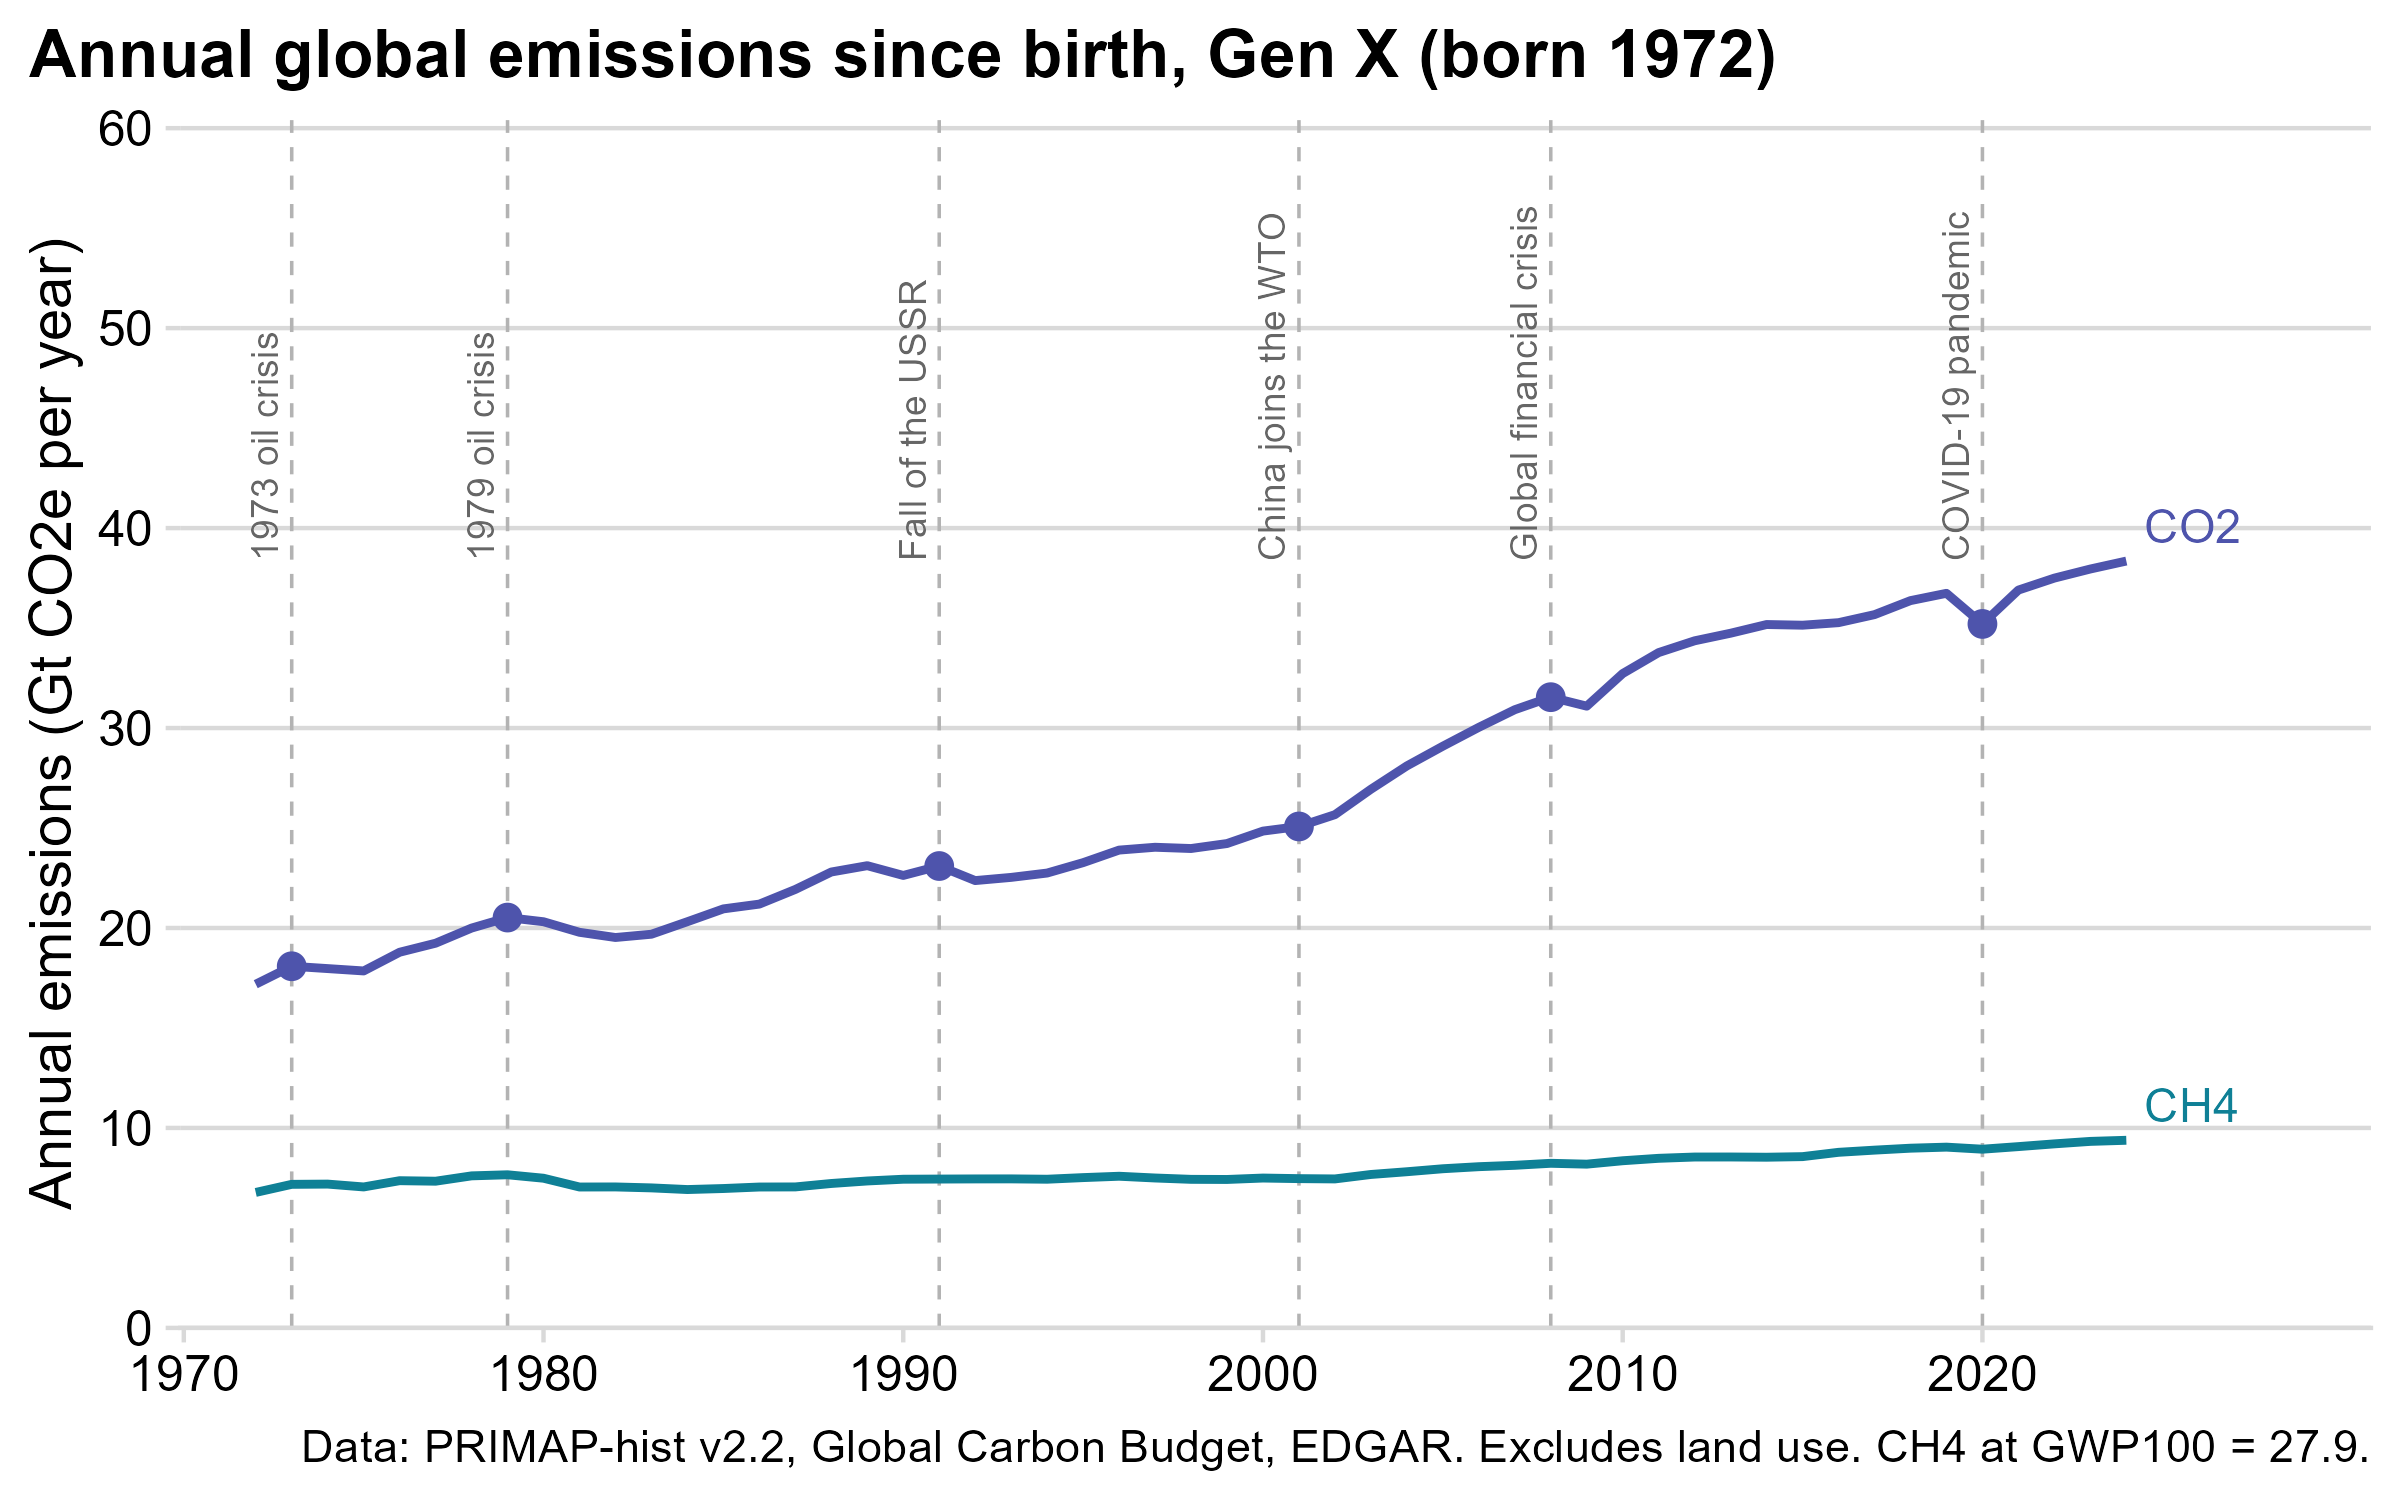 Annual global emissions since birth, Gen X (born 1972)
Annual emissions (Gt CO2e per year)
60
50
40
30
20
10
0
1973 oil crisis
1979 oil crisis
Fall of the USSR
China joins the WTO
Global financial crisis
COVID-19 pandemic
CO2
CH4
1970
1980
1990
2000
2010
2020
Data: PRIMAP-hist v2.2, Global Carbon Budget, EDGAR. Excludes land use. CH4 at GWP100 = 27.9.